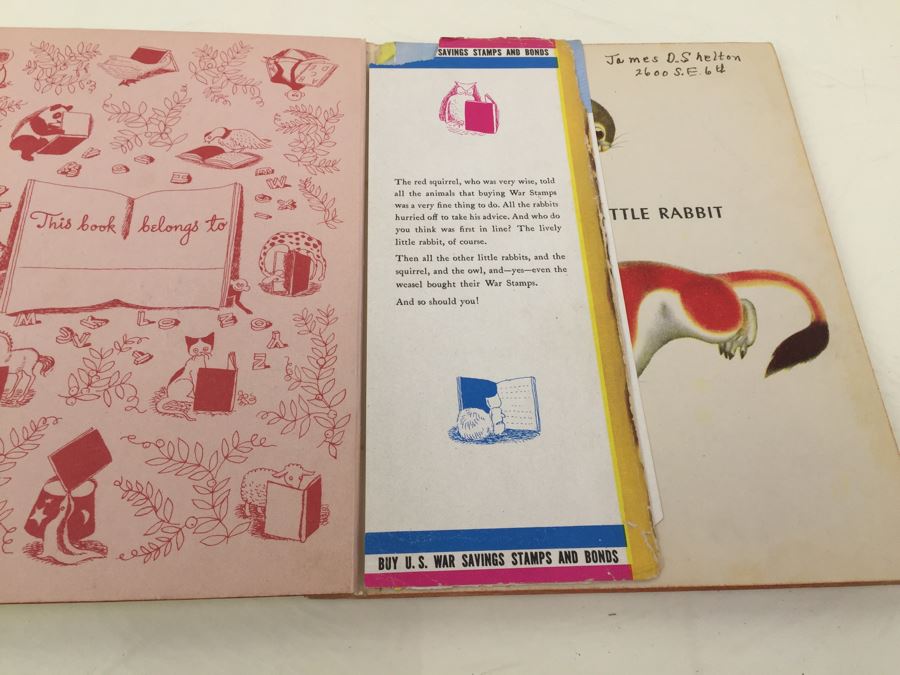 This book belongs to
SAVINGS STAMPS AND BONDS
The red squirrel, who was very wise, told
all the animals that buying War Stamps
was a very fine thing to do. All the rabbits
hurried off to take his advice. And who do
you think was first in line? The lively
little rabbit, of course.
Then all the other little rabbits, and the
squirrel, and the owl, and—yes—even the
weasel bought their War Stamps.
And so should you!
BUY U. S. WAR SAVINGS STAMPS AND BONDS
James D. Shelton
2600 S.E. 6th
TTLE RABBIT